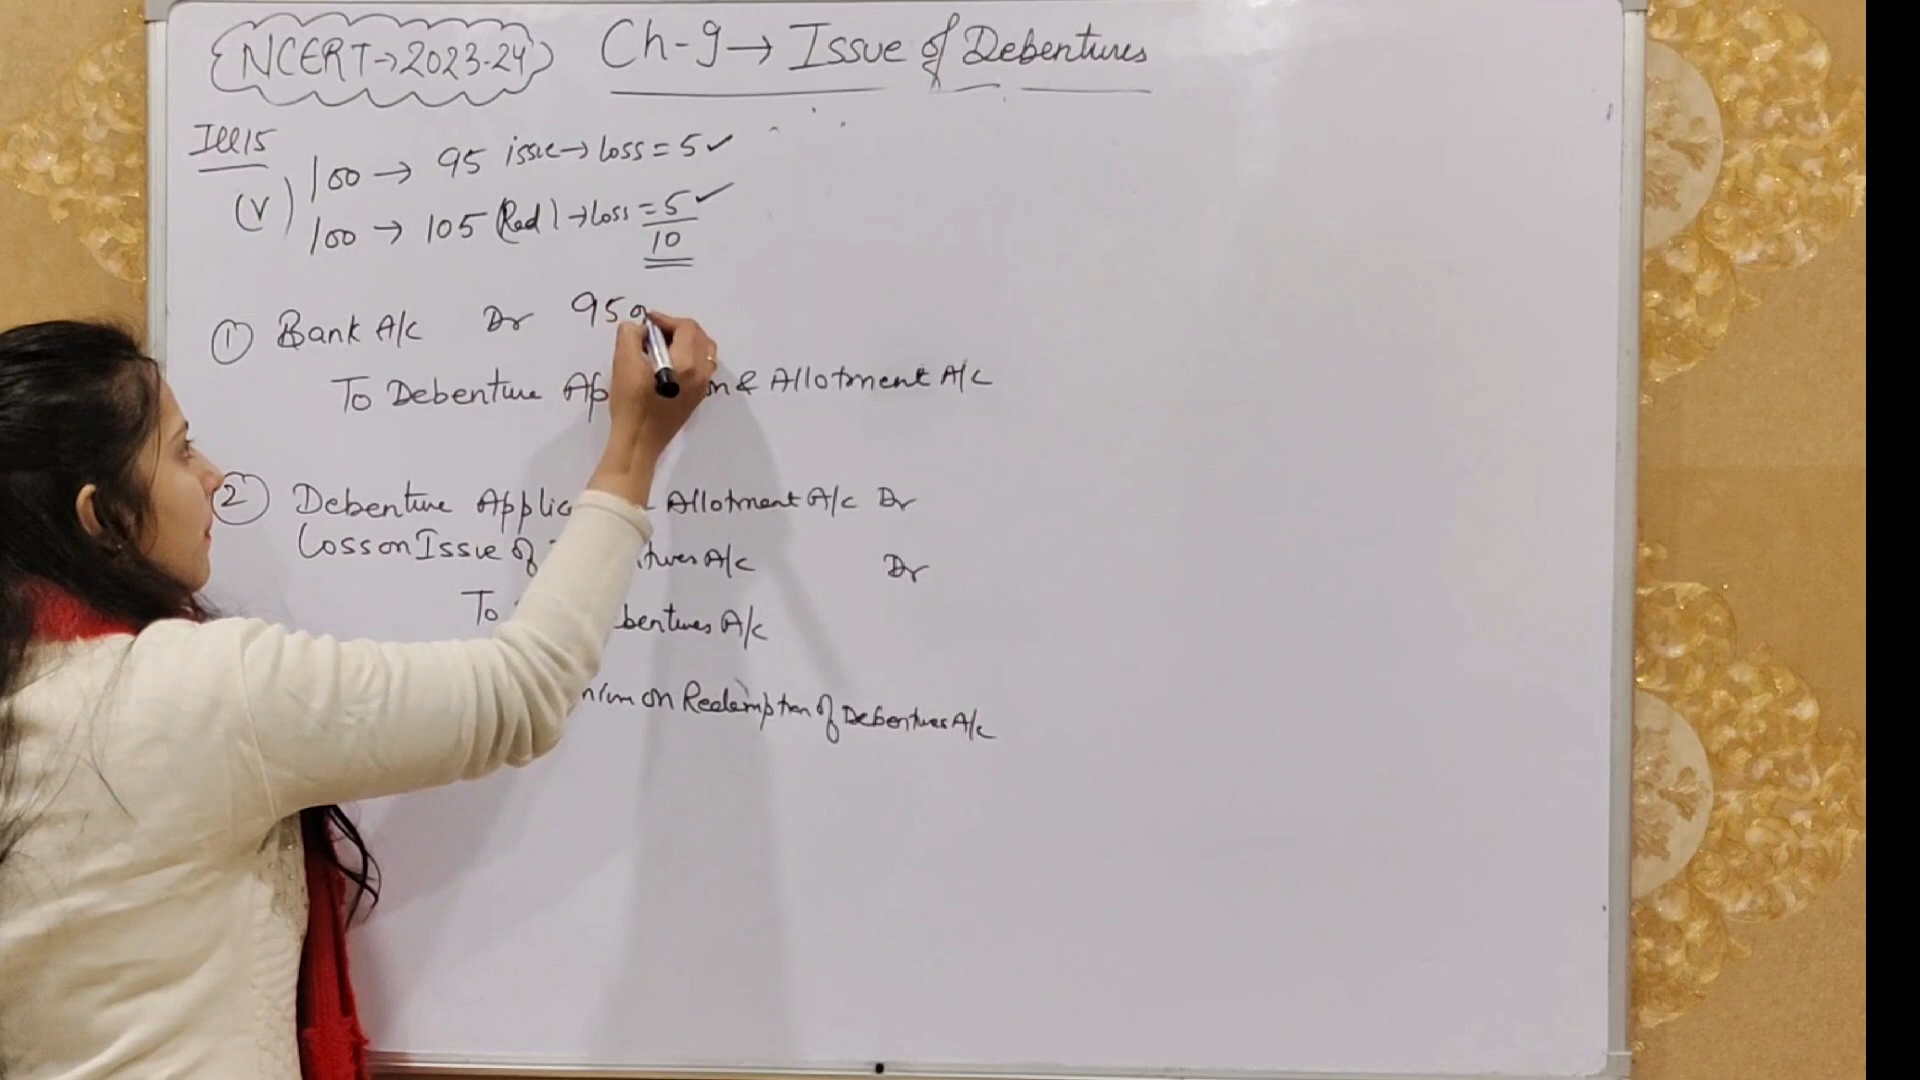 NCERT→2023-24 Ch-9→ Issue of Debentures
Ill 15
(V) 100 → 95 issue → Loss = 5 ✓
100 → 105 (Red) → Loss = 5 ✓
10
① Bank A/c Dr 950
To Debenture & Allotment A/c
② Debenture Allotment A/c Dr
Loss on Issue of A/c Dr
To A/c
on Redemption of Debentures A/c